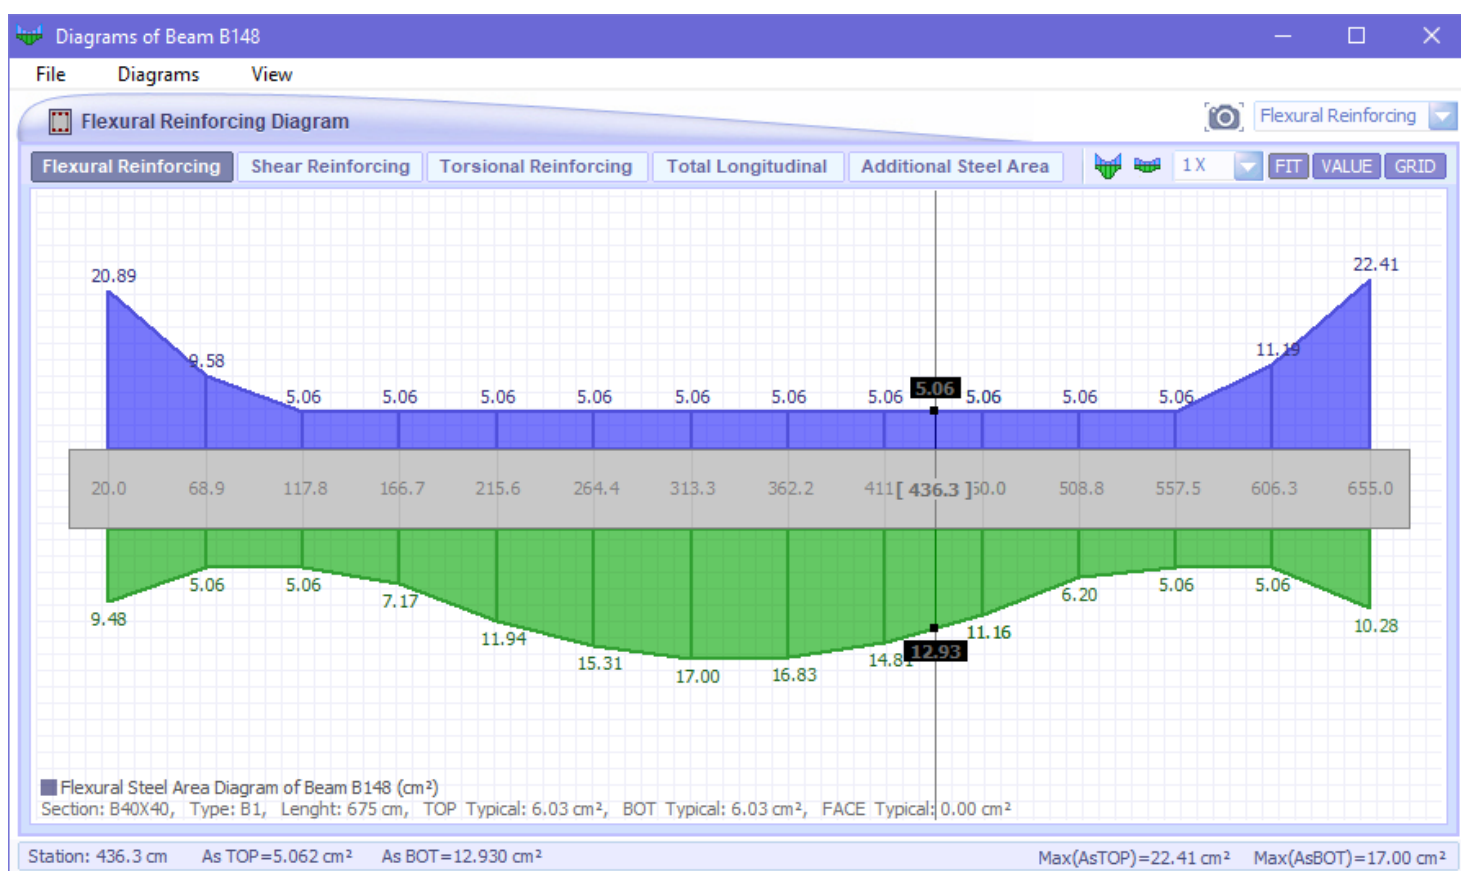 Diagrams of Beam B148
File Diagrams View
Flexural Reinforcing Diagram
Flexural Reinforcing
Flexural Reinforcing Shear Reinforcing Torsional Reinforcing Total Longitudinal Additional Steel Area 1 X FIT VALUE GRID
20.89 22.41
9.58 11.19
5.06 5.06 5.06 5.06 5.06 5.06 5.06 5.06 5.06 5.06 5.06
20.0 68.9 117.8 166.7 215.6 264.4 313.3 362.2 411 [ 436.3 ] 50.0 508.8 557.5 606.3 655.0
9.48 5.06 5.06 7.17 11.94 15.31 17.00 16.83 14.81 12.93 11.16 6.20 5.06 5.06 10.28
Flexural Steel Area Diagram of Beam B148 (cm²)
Section: B40X40, Type: B1, Lenght: 675 cm, TOP Typical: 6.03 cm², BOT Typical: 6.03 cm², FACE Typical: 0.00 cm²
Station: 436.3 cm As TOP=5.062 cm² As BOT=12.930 cm² Max(AsTOP)=22.41 cm² Max(AsBOT)=17.00 cm²